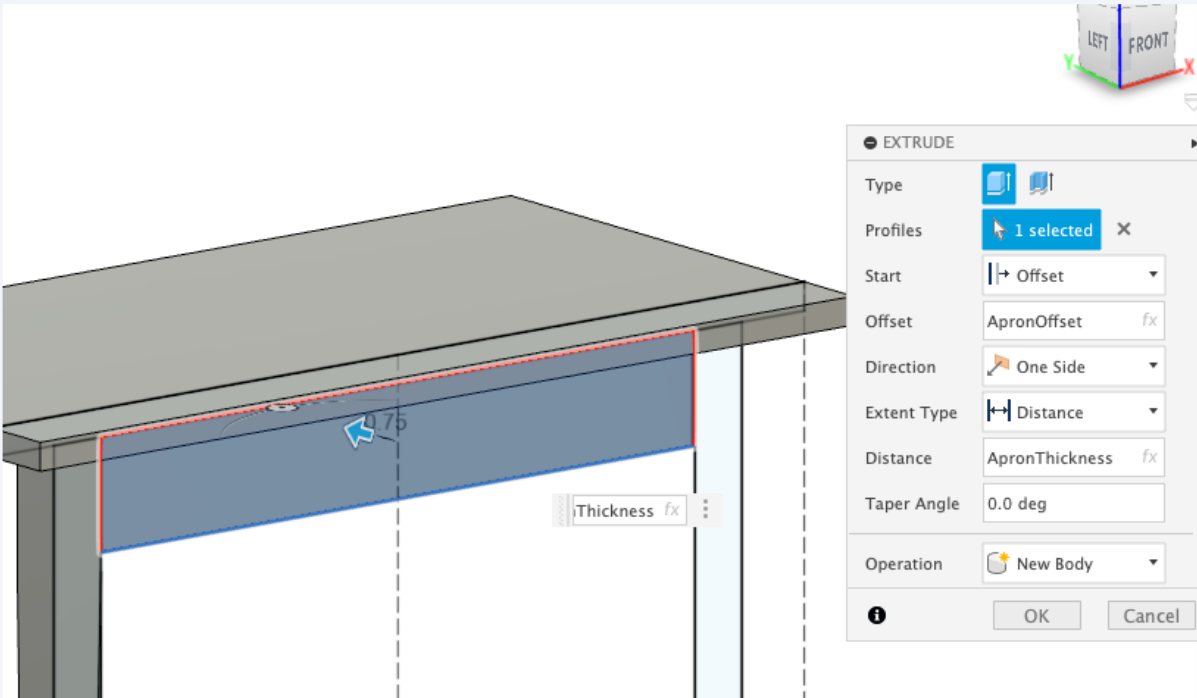 LEFT
FRONT
Y
X
EXTRUDE
Type
Profiles
1 selected
Start
Offset
Offset
ApronOffset
fx
Direction
One Side
Extent Type
Distance
Distance
ApronThickness
fx
Taper Angle
0.0 deg
Operation
New Body
OK
Cancel
0.75
Thickness
fx